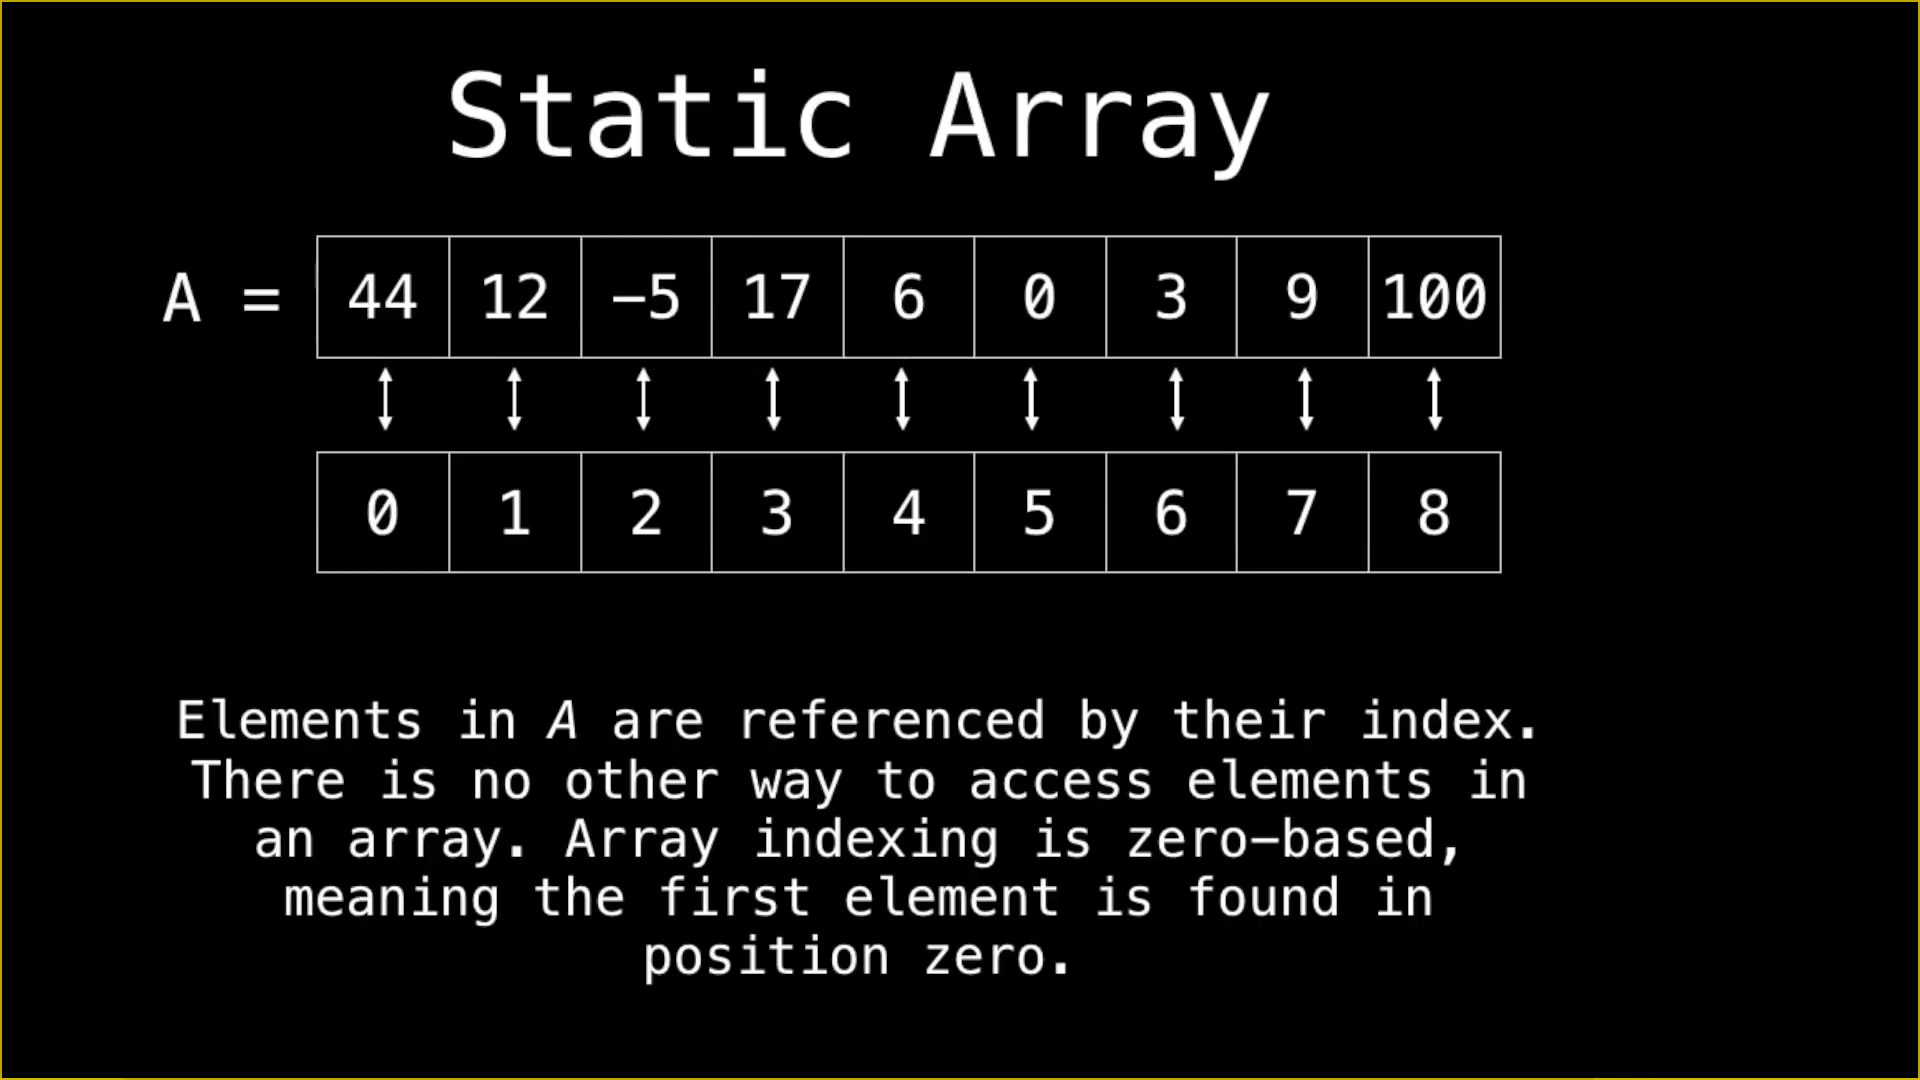 Static Array
A = 44 12 −5 17 6 0 3 9 100
0 1 2 3 4 5 6 7 8
Elements in A are referenced by their index.
There is no other way to access elements in
an array. Array indexing is zero−based,
meaning the first element is found in
position zero.